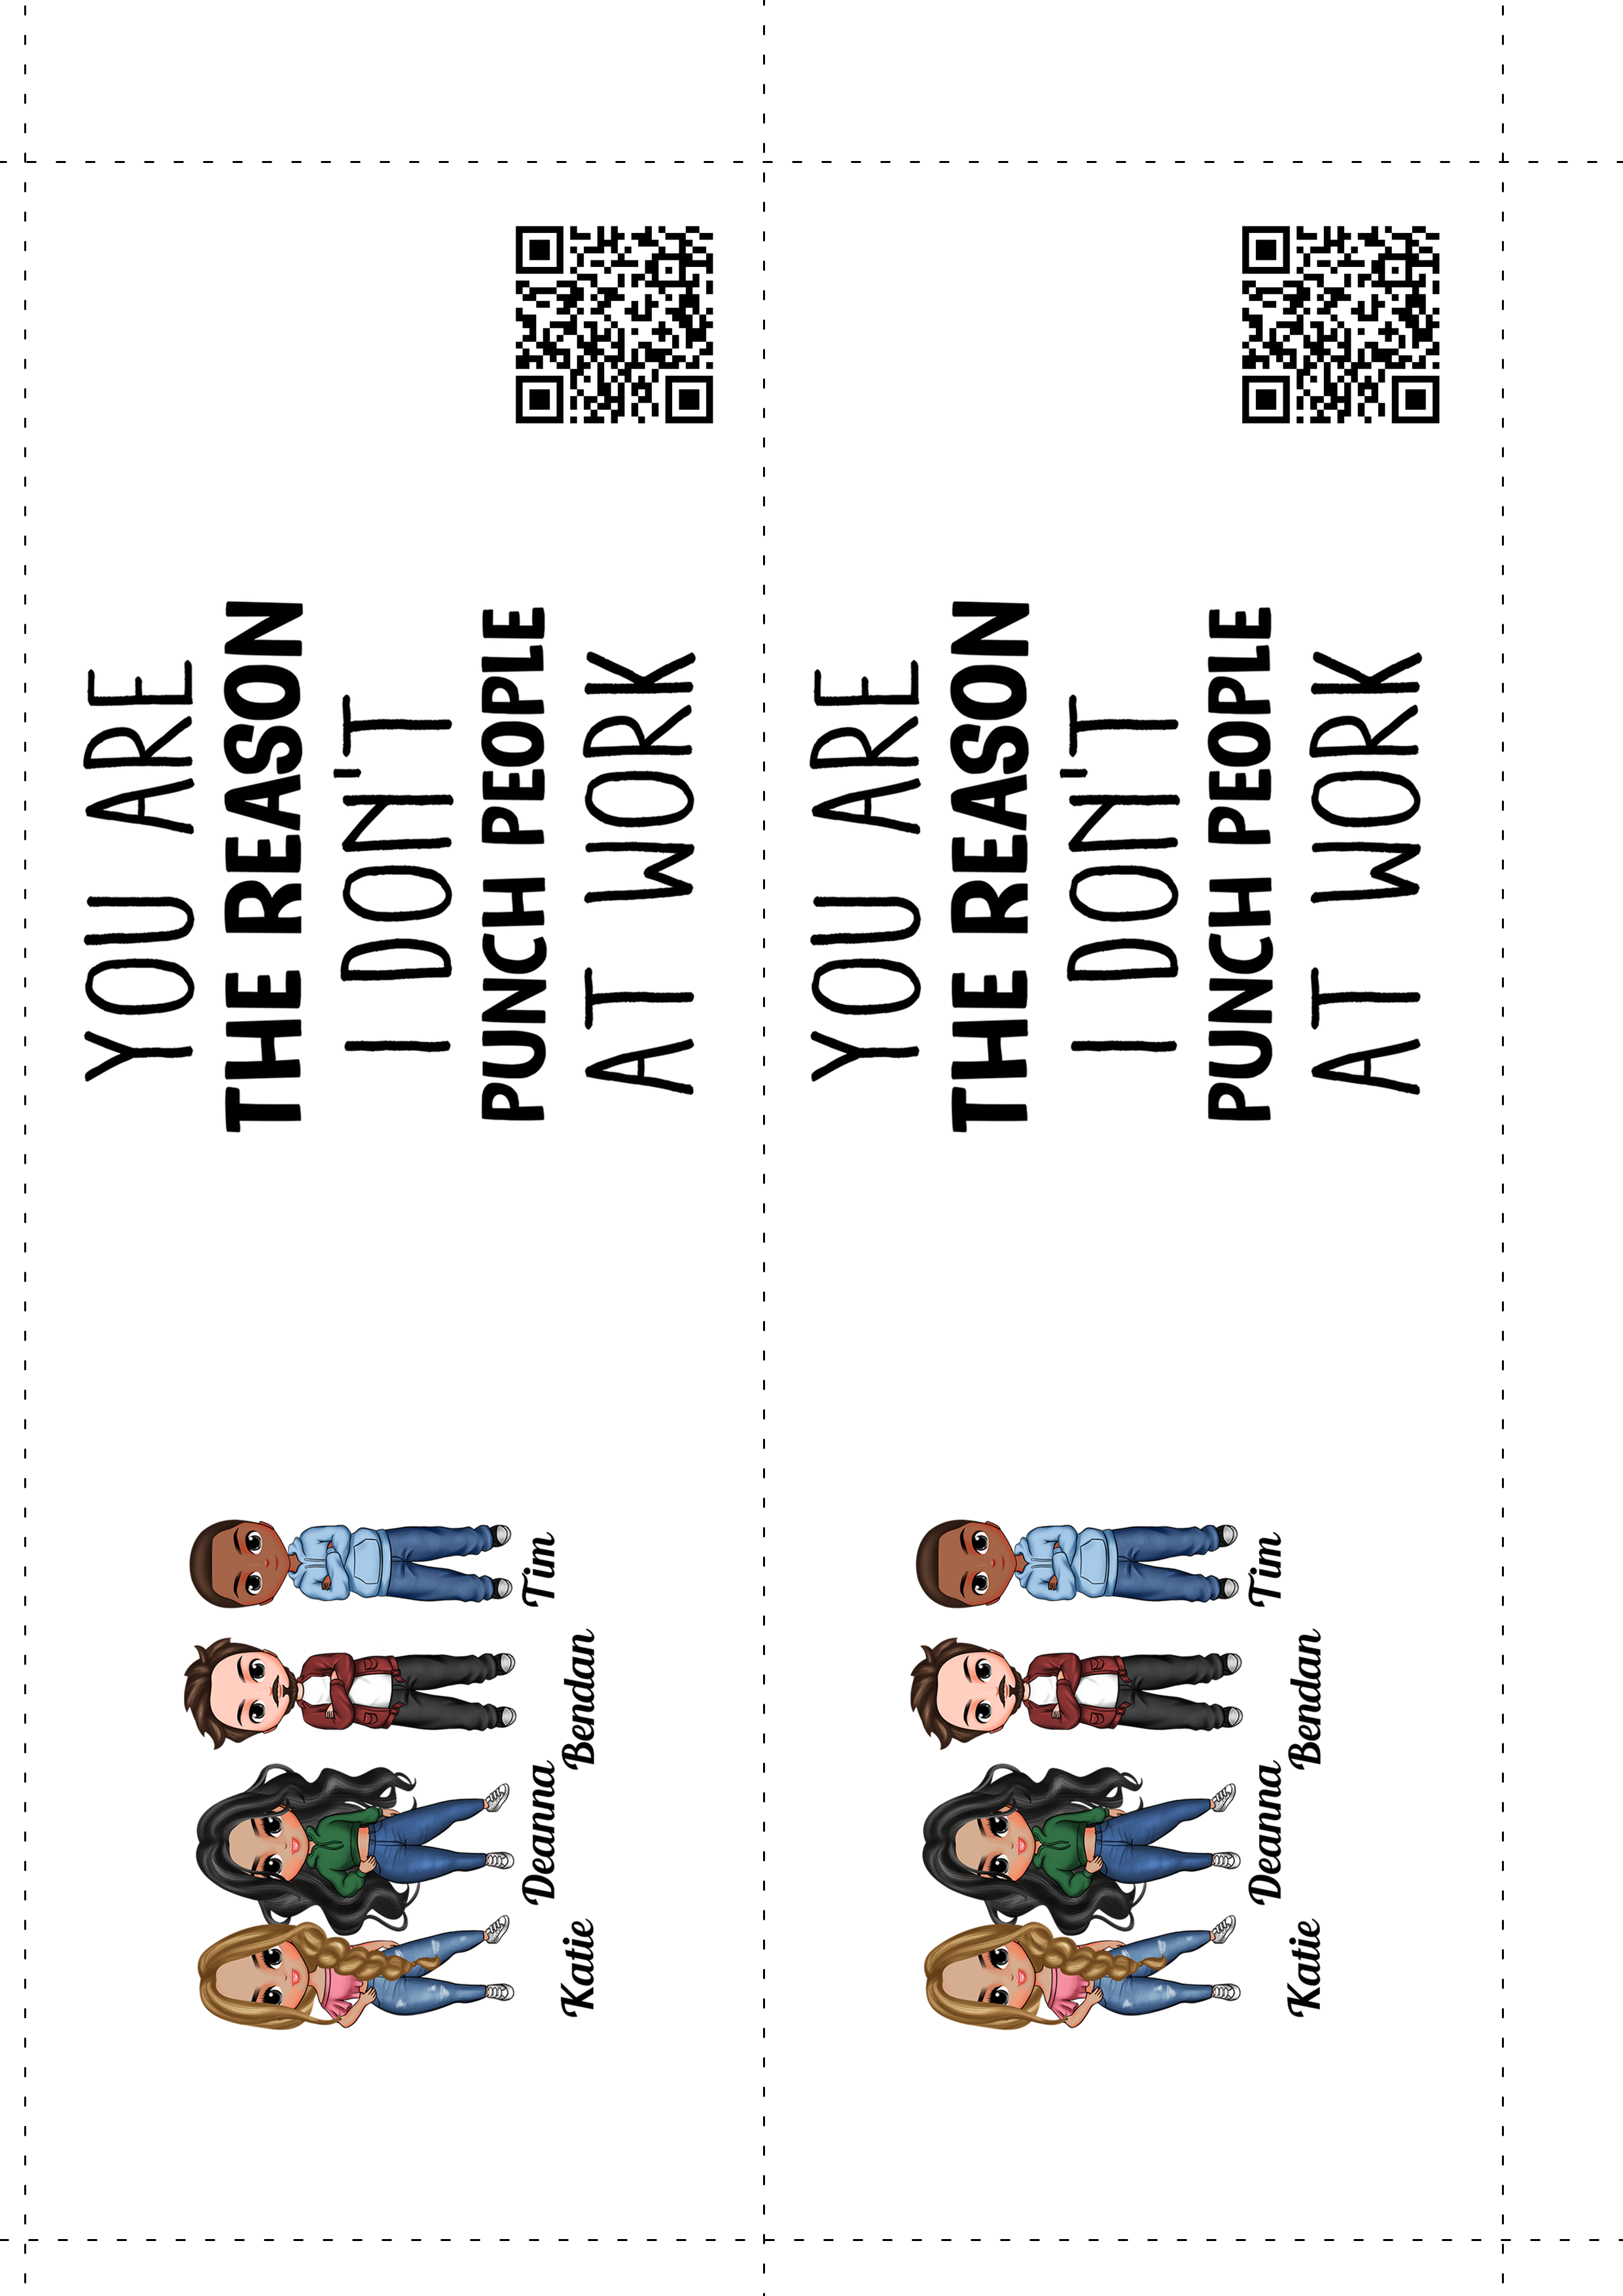 YOU ARE
THE REASON
I DON'T
PUNCH PEOPLE
AT WORK
Katie
Deanna
Bendan
Tim
YOU ARE
THE REASON
I DON'T
PUNCH PEOPLE
AT WORK
Katie
Deanna
Bendan
Tim